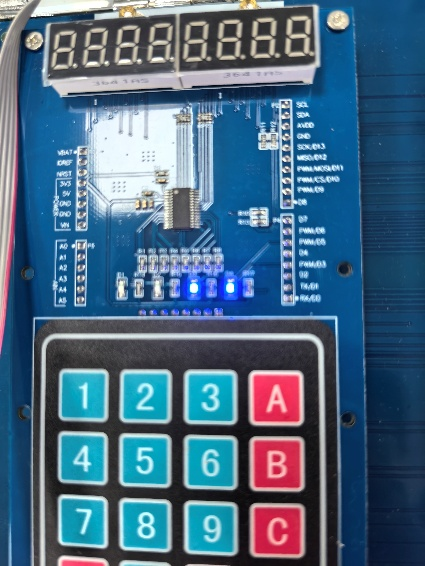 3641AS
3641AS
SCL
SDA
AVDD
GND
SCK/D13
MISO/D12
PWM/MOSI/D11
PWM/CS/D10
PWM/D9
D8
VBAT
IOREF
NRST
3V3
5V
GND
GND
VIN
D7
PWM/D6
PWM/D5
D4
PWM/D3
D2
TX/D1
RX/D0
A0
P5
A1
A2
A3
A4
A5
1 2 3 A
4 5 6 B
7 8 9 C